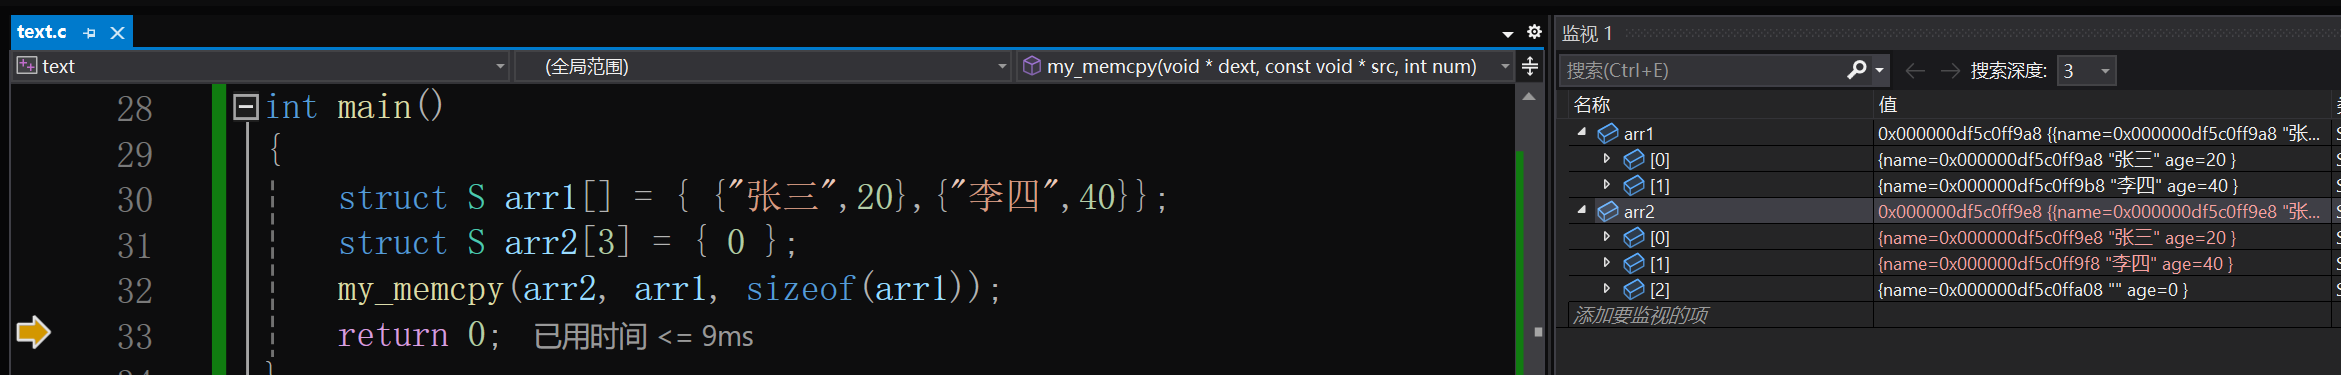 text.c
text (全局范围) my_memcpy(void * dext, const void * src, int num)
28 int main()
29 {
30 struct S arr1[] = { {"张三",20},{"李四",40}};
31 struct S arr2[3] = { 0 };
32 my_memcpy(arr2, arr1, sizeof(arr1));
33 return 0; 已用时间 <= 9ms
监视 1
搜索(Ctrl+E) 搜索深度: 3
名称 值
arr1 0x000000df5c0ff9a8 {{name=0x000000df5c0ff9a8 "张...
[0] {name=0x000000df5c0ff9a8 "张三" age=20 }
[1] {name=0x000000df5c0ff9b8 "李四" age=40 }
arr2 0x000000df5c0ff9e8 {{name=0x000000df5c0ff9e8 "张...
[0] {name=0x000000df5c0ff9e8 "张三" age=20 }
[1] {name=0x000000df5c0ff9f8 "李四" age=40 }
[2] {name=0x000000df5c0ffa08 "" age=0 }
添加要监视的项